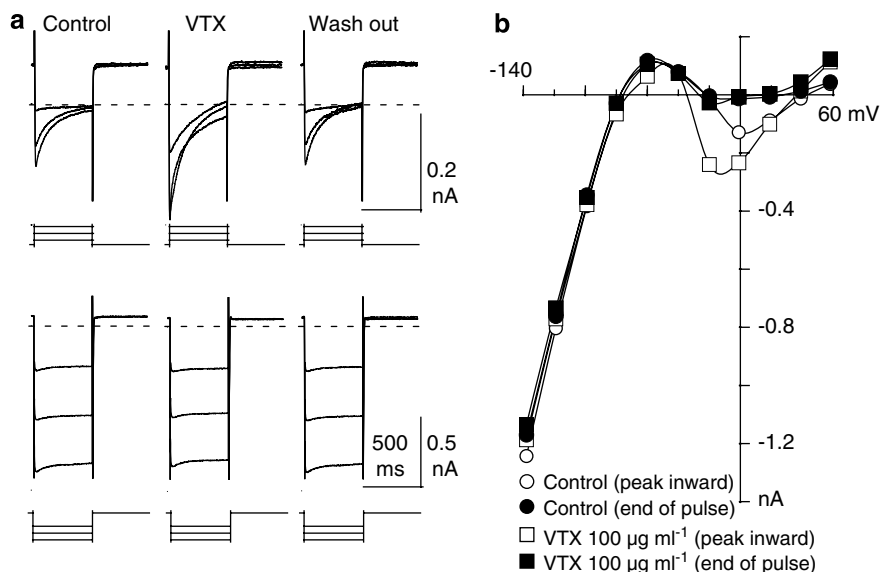 a
Control
VTX
Wash out
0.2
nA
500
ms
0.5
nA
b
-140
60 mV
-0.4
-0.8
-1.2
nA
Control (peak inward)
Control (end of pulse)
VTX 100 µg ml-1 (peak inward)
VTX 100 µg ml-1 (end of pulse)